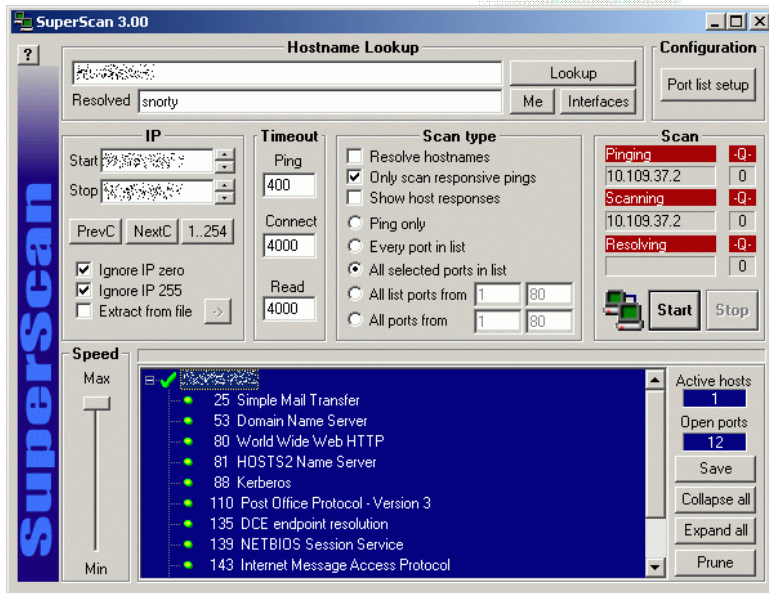 SuperScan 3.00
?
SuperScan
Hostname Lookup
Lookup
Resolved snorty
Me Interfaces
Configuration
Port list setup
IP
Start
Stop
PrevC NextC 1..254
Ignore IP zero
Ignore IP 255
Extract from file ->
Timeout
Ping
400
Connect
4000
Read
4000
Scan type
Resolve hostnames
Only scan responsive pings
Show host responses
Ping only
Every port in list
All selected ports in list
All list ports from 1 80
All ports from 1 80
Scan
Pinging -Q-
10.109.37.2 0
Scanning -Q-
10.109.37.2 0
Resolving -Q-
0
Start Stop
Speed
Max
Min
25 Simple Mail Transfer
53 Domain Name Server
80 World Wide Web HTTP
81 HOSTS2 Name Server
88 Kerberos
110 Post Office Protocol - Version 3
135 DCE endpoint resolution
139 NETBIOS Session Service
143 Internet Message Access Protocol
Active hosts
1
Open ports
12
Save
Collapse all
Expand all
Prune